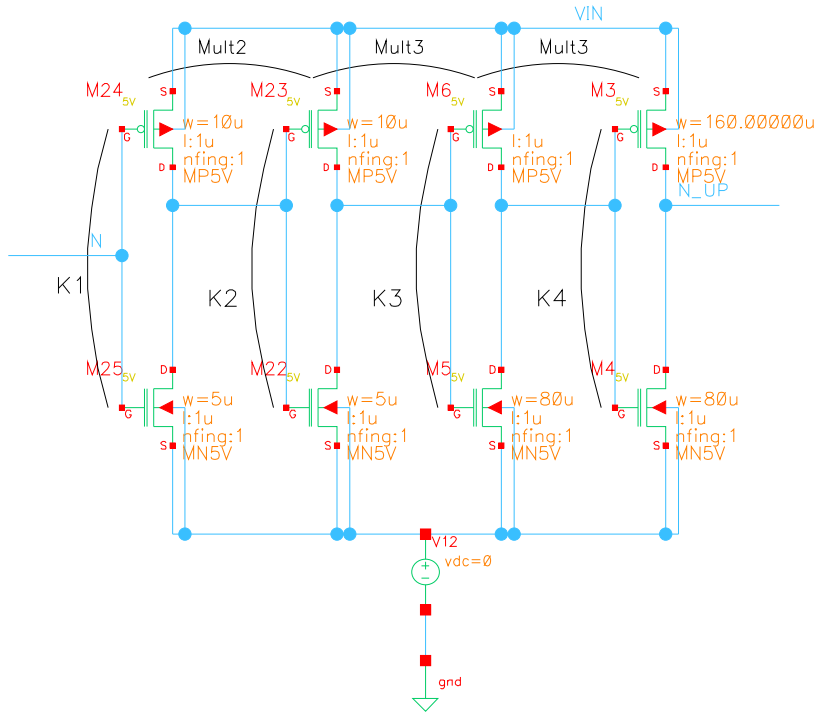 VIN
Mult2 Mult3 Mult3
M24 5V S G D w=10u l:1u nfing:1 MP5V
M23 5V S G D w=10u l:1u nfing:1 MP5V
M6 5V S G D l:1u nfing:1 MP5V
M3 5V S G D w=160.00000u l:1u nfing:1 MP5V
N_UP
N
K1 K2 K3 K4
M25 5V D G S w=5u l:1u nfing:1 MN5V
M22 5V D G S w=5u l:1u nfing:1 MN5V
M5 5V D G S w=80u l:1u nfing:1 MN5V
M4 5V D G S w=80u l:1u nfing:1 MN5V
V12
vdc=0
gnd